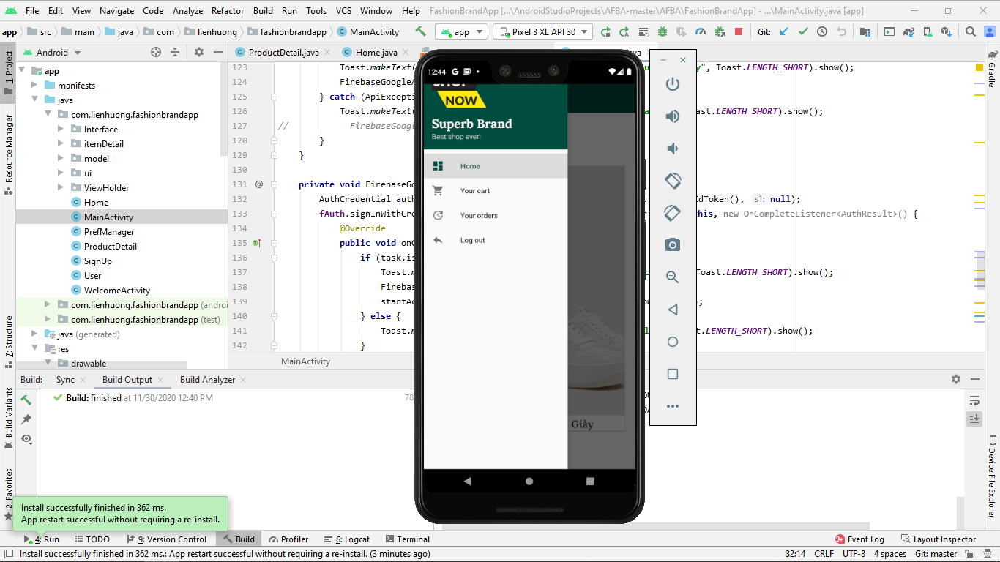 File Edit View Navigate Code Analyze Refactor Build Run Tools VCS Window Help FashionBrandApp [...\AndroidStudioProjects\AFBA-master\AFBA\FashionBrandApp] - ...\MainActivity.java [app]
app src main java com lienhuong fashionbrandapp MainActivity app Pixel 3 XL API 30 Git:
1: Project
Resource Manager
7: Structure
Build Variants
2: Favorites
Android
app
manifests
java
com.lienhuong.fashionbrandapp
Interface
itemDetail
model
ui
ViewHolder
Home
MainActivity
PrefManager
ProductDetail
SignUp
User
WelcomeActivity
com.lienhuong.fashionbrandapp (androi
com.lienhuong.fashionbrandapp (test)
java (generated)
res
drawable
ProductDetail.java Home.java
123 Toast.makeText( y", Toast.LENGTH_SHORT).show();
124 FirebaseGoogleA
125 } catch (ApiExcepti
126 Toast.makeText( ast.LENGTH_SHORT).show();
127 // FirebaseGoogl
128 }
129 }
130
131 @ private void FirebaseGo
132 AuthCredential auth IdToken(), s1: null);
133 fAuth.signInWithCre this, new OnCompleteListener<AuthResult>() {
134 @Override
135 public void onC
136 if (task.is
137 Toast.m Toast.LENGTH_SHORT).show();
138 Firebas
139 startAc );
140 } else {
141 Toast.m ast.LENGTH_SHORT).show();
142 }
MainActivity
12:44 G
NOW
Superb Brand
Best shop ever!
Home
Your cart
Your orders
Log out
Giày
Gradle
Device File Explorer
Build: Sync Build Output Build Analyzer
Build: finished at 11/30/2020 12:40 PM 78
Install successfully finished in 362 ms.
App restart successful without requiring a re-install.
4: Run TODO 9: Version Control Build Profiler 6: Logcat Terminal 9+ Event Log Layout Inspector
Install successfully finished in 362 ms.: App restart successful without requiring a re-install. (3 minutes ago) 32:14 CRLF UTF-8 4 spaces Git: master